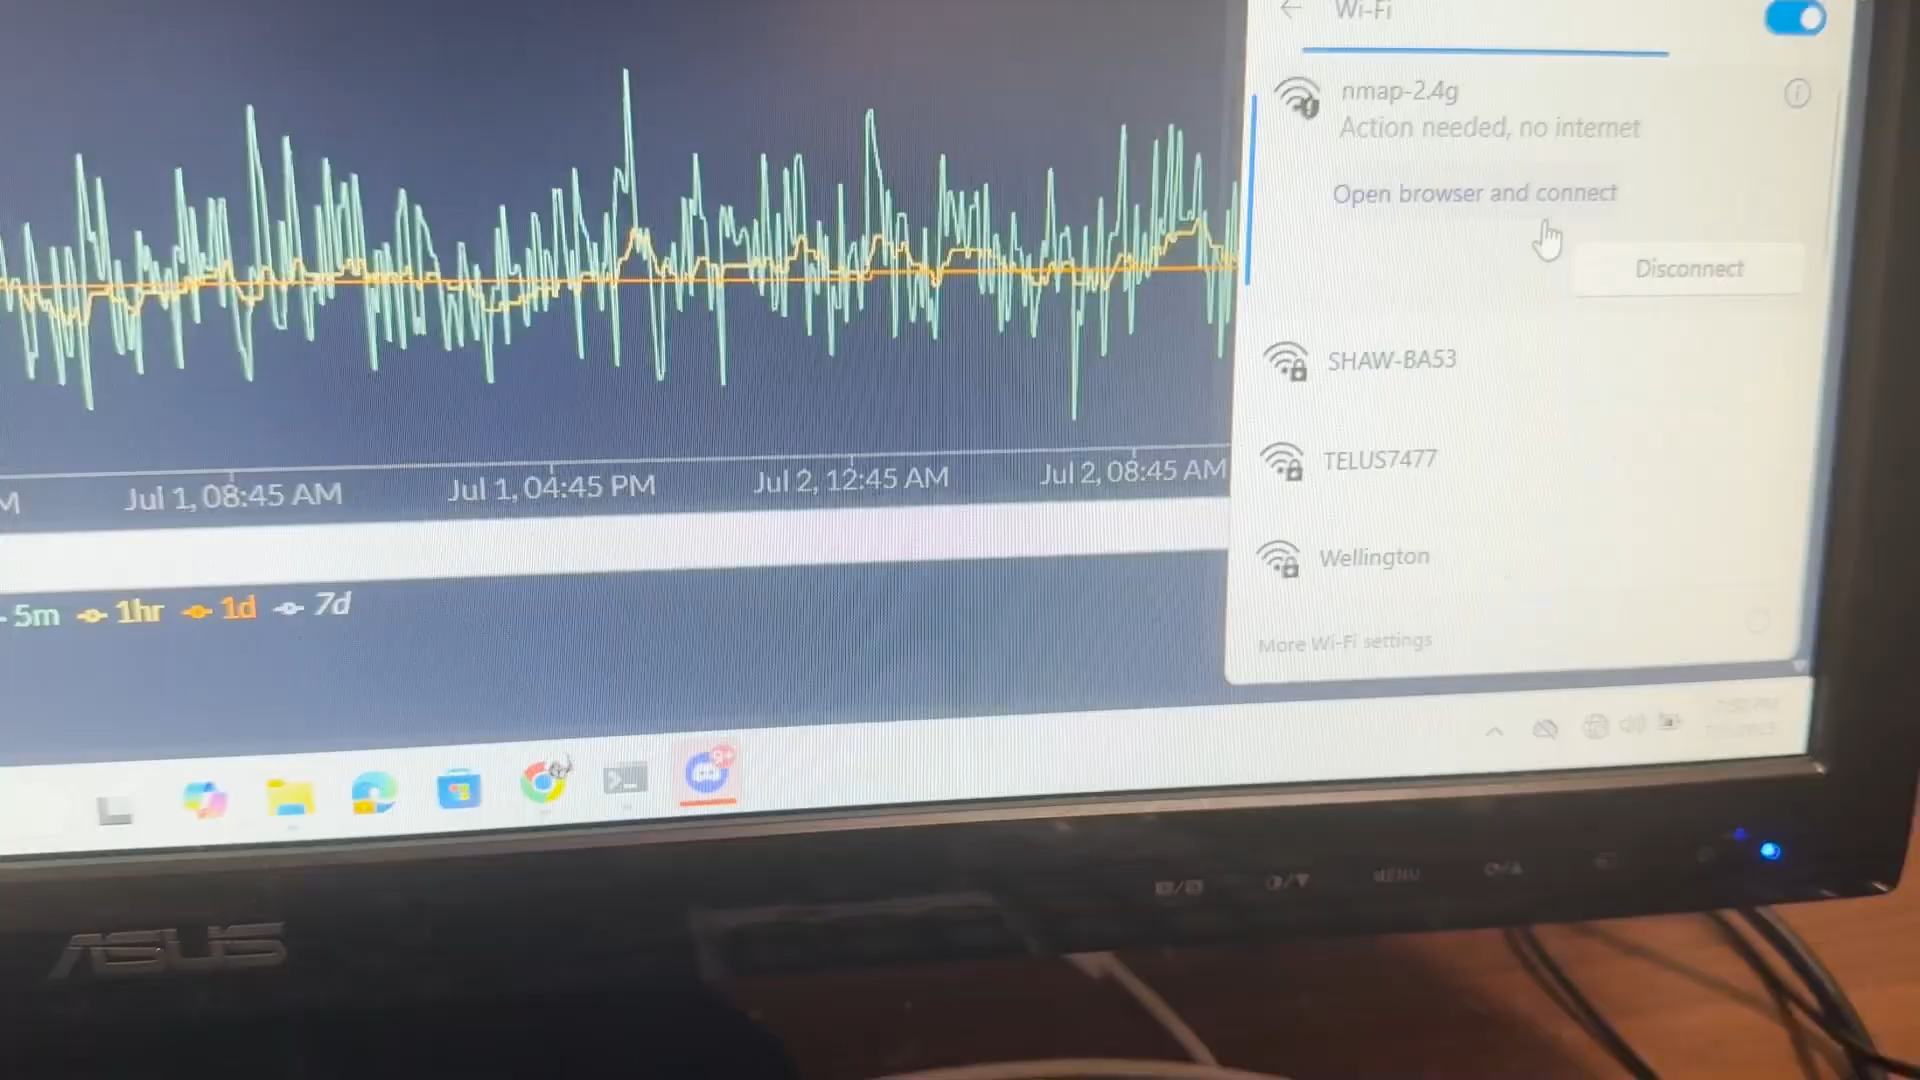 Wi-Fi
nmap-2.4g
Action needed, no internet
Open browser and connect
Disconnect
SHAW-BA53
TELUS7477
Wellington
More Wi-Fi settings
M
Jul 1, 08:45 AM
Jul 1, 04:45 PM
Jul 2, 12:45 AM
Jul 2, 08:45 AM
5m 1hr 1d 7d
9+
ASUS
MENU